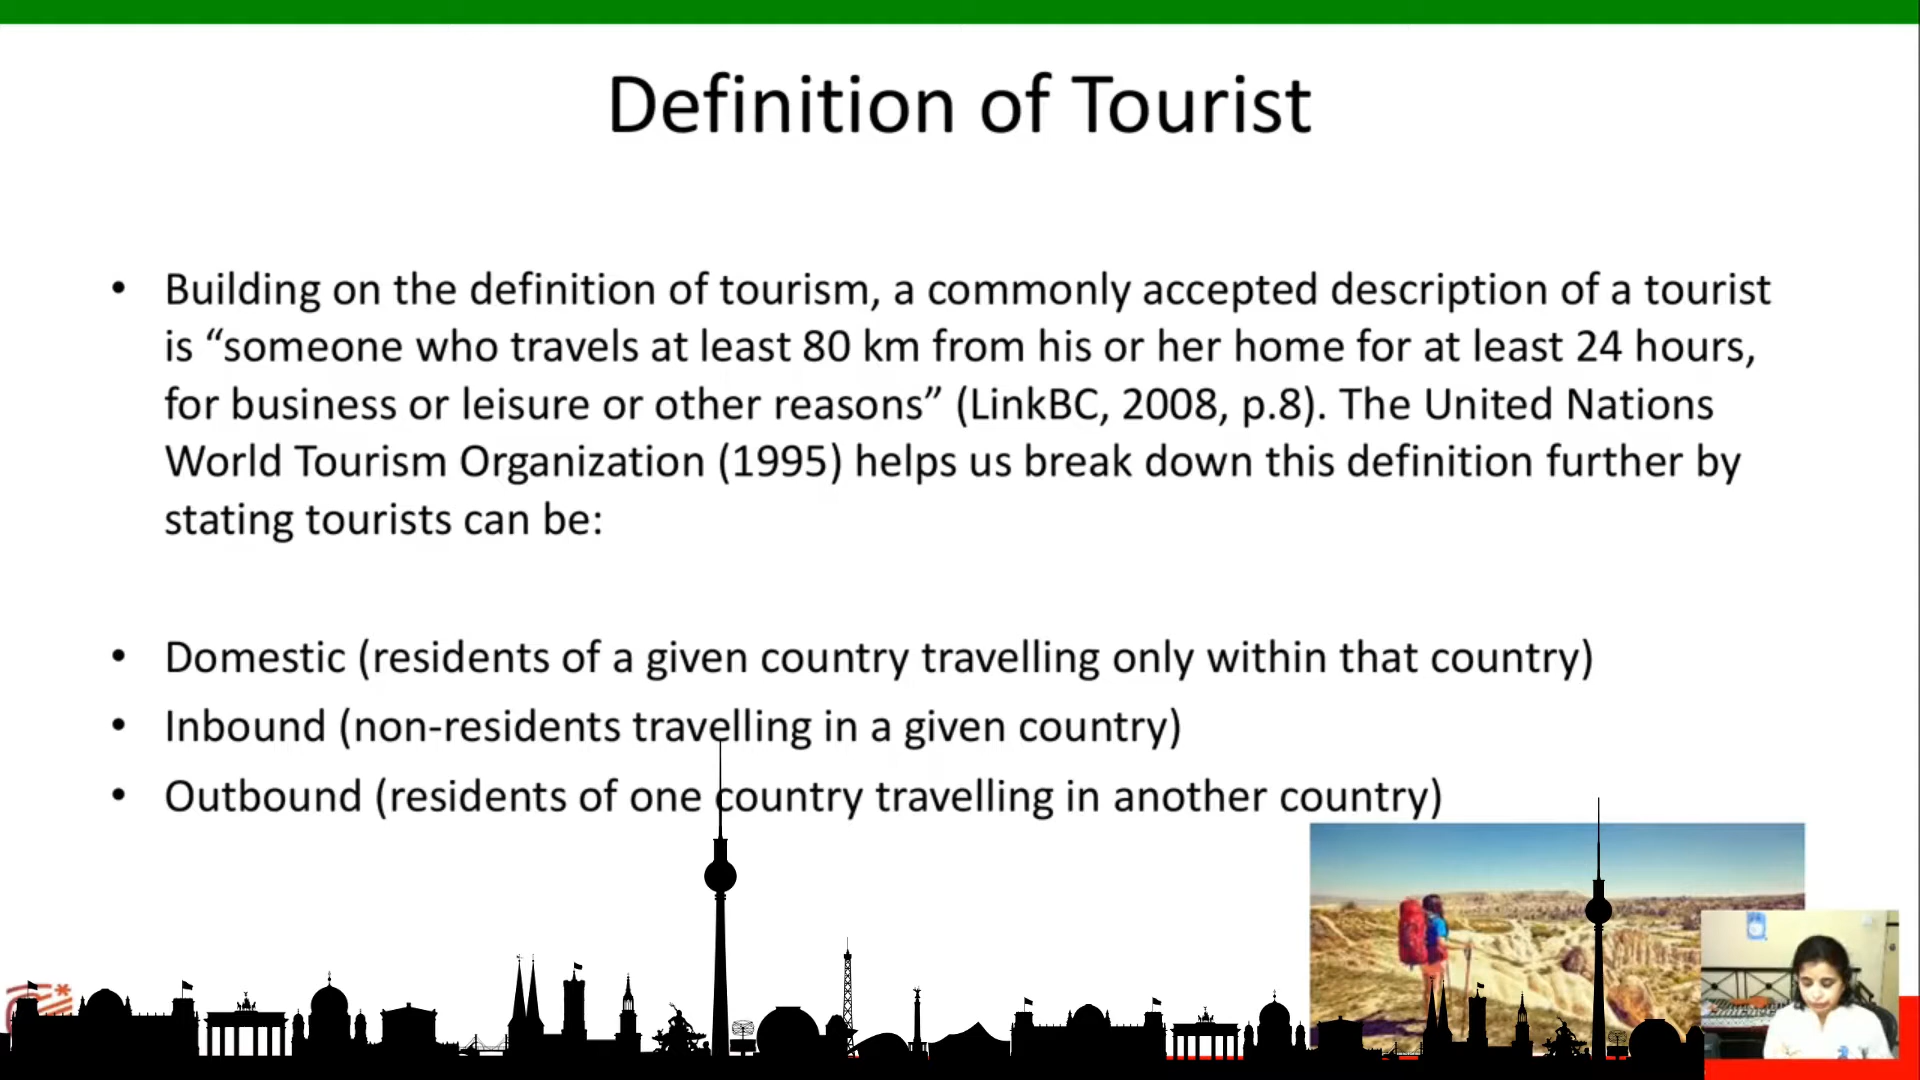 Definition of Tourist
• Building on the definition of tourism, a commonly accepted description of a tourist
is “someone who travels at least 80 km from his or her home for at least 24 hours,
for business or leisure or other reasons” (LinkBC, 2008, p.8). The United Nations
World Tourism Organization (1995) helps us break down this definition further by
stating tourists can be:
• Domestic (residents of a given country travelling only within that country)
• Inbound (non-residents travelling in a given country)
• Outbound (residents of one country travelling in another country)